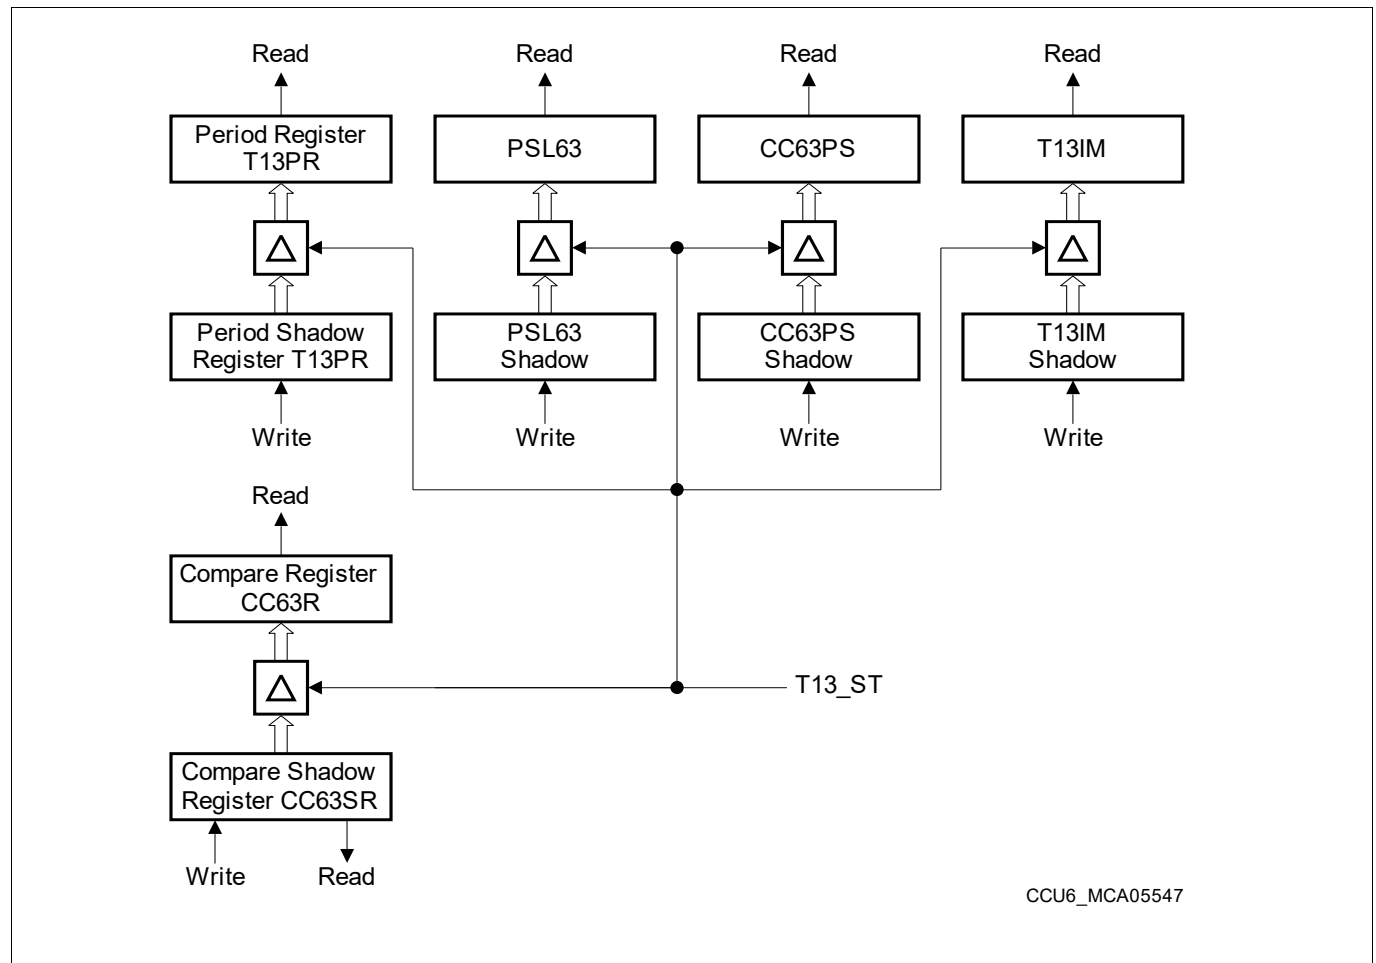 Read
Read
Read
Read
Period Register
T13PR
PSL63
CC63PS
T13IM
Period Shadow
Register T13PR
PSL63
Shadow
CC63PS
Shadow
T13IM
Shadow
Write
Write
Write
Write
Read
Compare Register
CC63R
T13_ST
Compare Shadow
Register CC63SR
Write
Read
CCU6_MCA05547